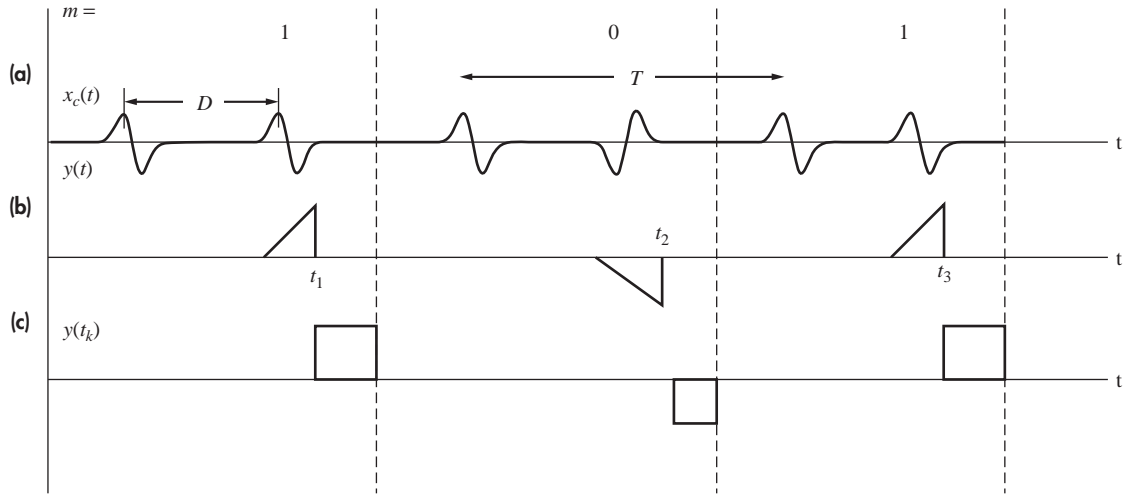 m =
1 0 1
(a)
T
x_c(t)
D
t
y(t)
(b)
t_2
t
t_1
t_3
(c)
y(t_k)
t